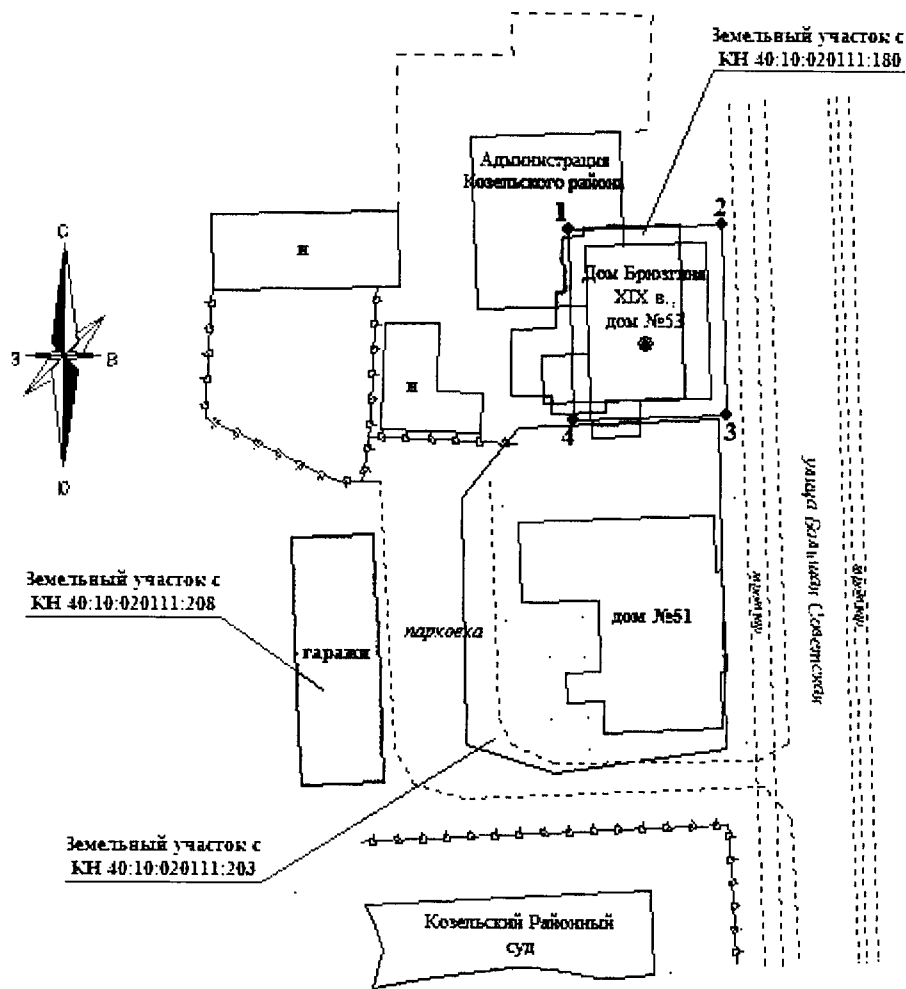 Земельный участок с
КН 40:10:020111:180
Администрация
Козельского района
1
2
С
н
Дом Брюзгина
XIX в.,
дом №53
З
В
н
4
3
Ю
улица Большая Советская
Земельный участок с
КН 40:10:020111:208
гаражи
парковка
дом №51
Земельный участок с
КН 40:10:020111:203
Козельский Районный
суд